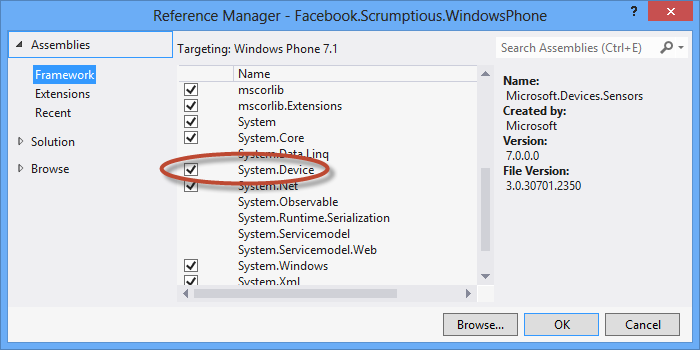 Reference Manager - Facebook.Scrumptious.WindowsPhone
? x
Assemblies
Framework
Extensions
Recent
Solution
Browse
Targeting: Windows Phone 7.1
Name
mscorlib
mscorlib.Extensions
System
System.Core
System.Data.Linq
System.Device
System.Net
System.Observable
System.Runtime.Serialization
System.Servicemodel
System.Servicemodel.Web
System.Windows
System.Xml
Search Assemblies (Ctrl+E)
Name:
Microsoft.Devices.Sensors
Created by:
Microsoft
Version:
7.0.0.0
File Version:
3.0.30701.2350
Browse... OK Cancel